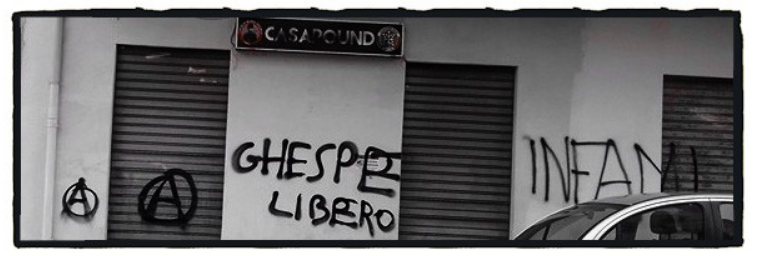 CASAPOUND
GHESPE
LIBERO
INFAMI
A
A